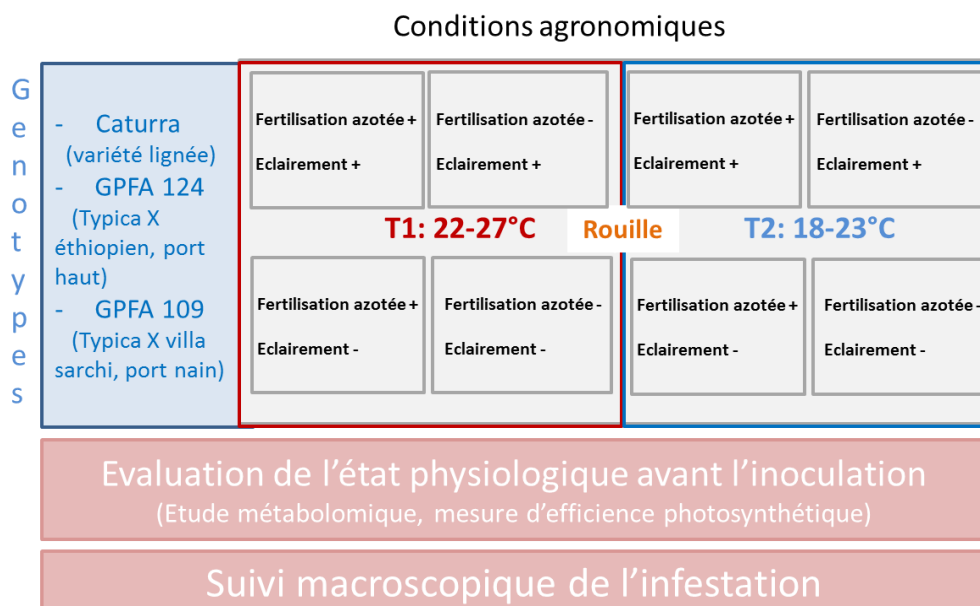 Conditions agronomiques
Genotypes
- Caturra
(variété lignée)
- GPFA 124
(Typica X
éthiopien, port
haut)
- GPFA 109
(Typica X villa
sarchi, port nain)
Fertilisation azotée +
Eclairement +
Fertilisation azotée -
Eclairement +
Fertilisation azotée +
Eclairement +
Fertilisation azotée -
Eclairement +
T1: 22-27°C
Rouille
T2: 18-23°C
Fertilisation azotée +
Eclairement -
Fertilisation azotée -
Eclairement -
Fertilisation azotée +
Eclairement -
Fertilisation azotée -
Eclairement -
Evaluation de l’état physiologique avant l’inoculation
(Etude métabolomique, mesure d’efficience photosynthétique)
Suivi macroscopique de l’infestation